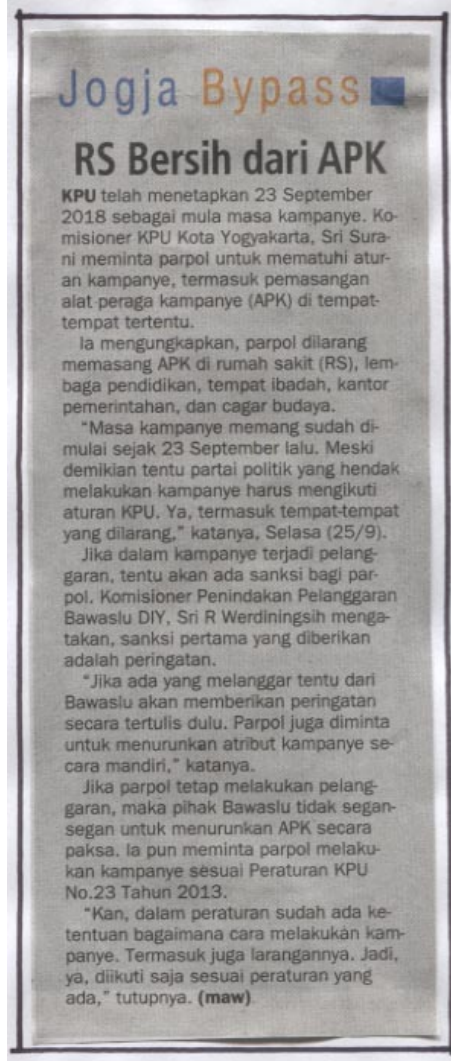 Jogja Bypass
RS Bersih dari APK
KPU telah menetapkan 23 September
2018 sebagai mula masa kampanye. Ko-
misioner KPU Kota Yogyakarta, Sri Sura-
ni meminta parpol untuk mematuhi atur-
an kampanye, termasuk pemasangan
alat peraga kampanye (APK) di tempat-
tempat tertentu.
Ia mengungkapkan, parpol dilarang
memasang APK di rumah sakit (RS), lem-
baga pendidikan, tempat ibadah, kantor
pemerintahan, dan cagar budaya.
"Masa kampanye memang sudah di-
mulai sejak 23 September lalu. Meski
demikian tentu partai politik yang hendak
melakukan kampanye harus mengikuti
aturan KPU. Ya, termasuk tempat-tempat
yang dilarang," katanya, Selasa (25/9).
Jika dalam kampanye terjadi pelang-
garan, tentu akan ada sanksi bagi par-
pol. Komisioner Penindakan Pelanggaran
Bawaslu DIY, Sri R Werdiningsih menga-
takan, sanksi pertama yang diberikan
adalah peringatan.
"Jika ada yang melanggar tentu dari
Bawaslu akan memberikan peringatan
secara tertulis dulu. Parpol juga diminta
untuk menurunkan atribut kampanye se-
cara mandiri," katanya.
Jika parpol tetap melakukan pelang-
garan, maka pihak Bawaslu tidak segan-
segan untuk menurunkan APK secara
paksa. Ia pun meminta parpol melaku-
kan kampanye sesuai Peraturan KPU
No.23 Tahun 2013.
"Kan, dalam peraturan sudah ada ke-
tentuan bagaimana cara melakukan kam-
panye. Termasuk juga larangannya. Jadi,
ya, diikuti saja sesuai peraturan yang
ada," tutupnya. (maw)